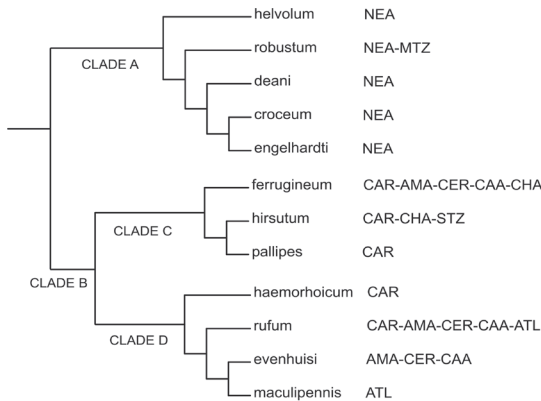 helvolum NEA
robustum NEA-MTZ
CLADE A
deani NEA
croceum NEA
engelhardti NEA
ferrugineum CAR-AMA-CER-CAA-CHA
hirsutum CAR-CHA-STZ
CLADE C
pallipes CAR
CLADE B
haemorhoicum CAR
rufum CAR-AMA-CER-CAA-ATL
CLADE D
evenhuisi AMA-CER-CAA
maculipennis ATL